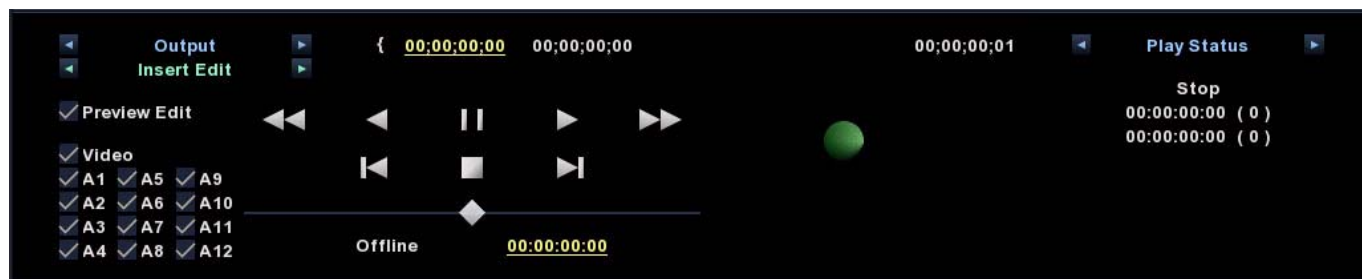 Output { 00;00;00;00 00;00;00;00 00;00;00;01 Play Status
Insert Edit
Stop
Preview Edit 00:00:00:00 ( 0 )
00:00:00:00 ( 0 )
Video
A1 A5 A9
A2 A6 A10
A3 A7 A11
A4 A8 A12
Offline 00:00:00:00